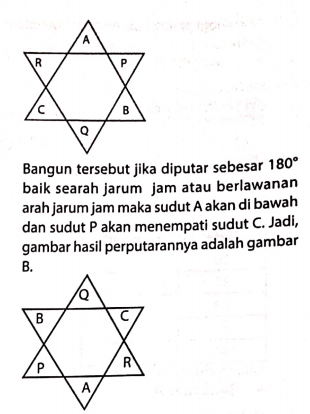 A
R P
C B
Q
Bangun tersebut jika diputar sebesar 180°
baik searah jarum jam atau berlawanan
arah jarum jam maka sudut A akan di bawah
dan sudut P akan menempati sudut C. Jadi,
gambar hasil perputarannya adalah gambar
B.
Q
B C
P R
A